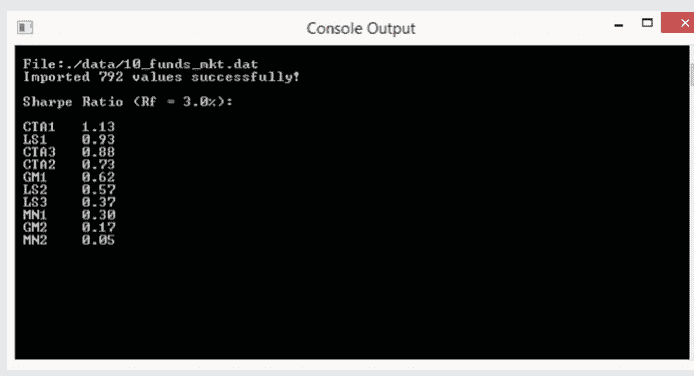 Console Output
File:./data/10_funds_mkt.dat
Imported 792 values successfully!
Sharpe Ratio (Rf = 3.0%):
CTA1 1.13
LS1 0.93
CTA3 0.88
CTA2 0.73
GM1 0.62
LS2 0.57
LS3 0.37
MN1 0.30
GM2 0.17
MN2 0.05